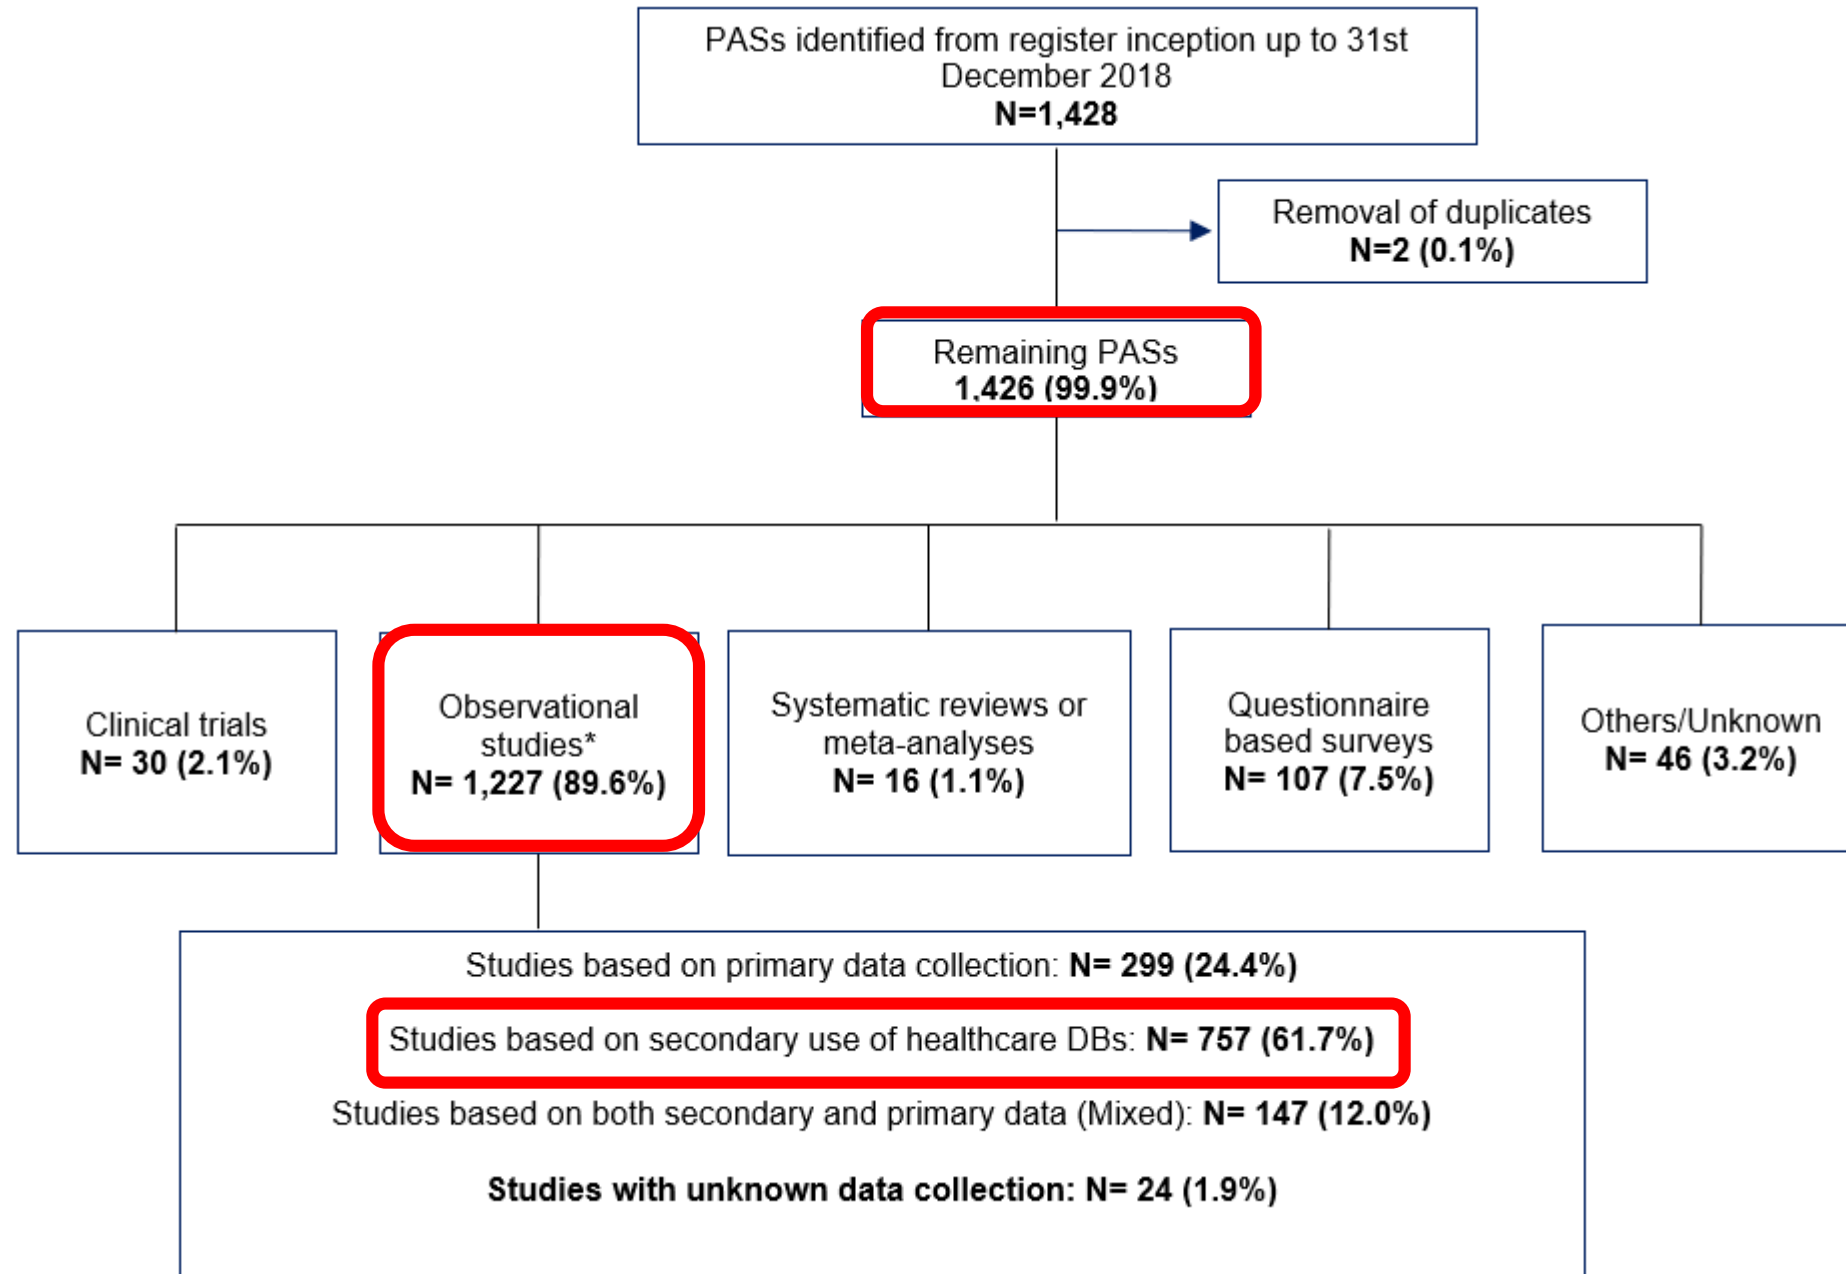 PASs identified from register inception up to 31st
December 2018
N=1,428
Removal of duplicates
N=2 (0.1%)
Remaining PASs
1,426 (99.9%)
Clinical trials
N= 30 (2.1%)
Observational
studies*
N= 1,227 (89.6%)
Systematic reviews or
meta-analyses
N= 16 (1.1%)
Questionnaire
based surveys
N= 107 (7.5%)
Others/Unknown
N= 46 (3.2%)
Studies based on primary data collection: N= 299 (24.4%)
Studies based on secondary use of healthcare DBs: N= 757 (61.7%)
Studies based on both secondary and primary data (Mixed): N= 147 (12.0%)
Studies with unknown data collection: N= 24 (1.9%)